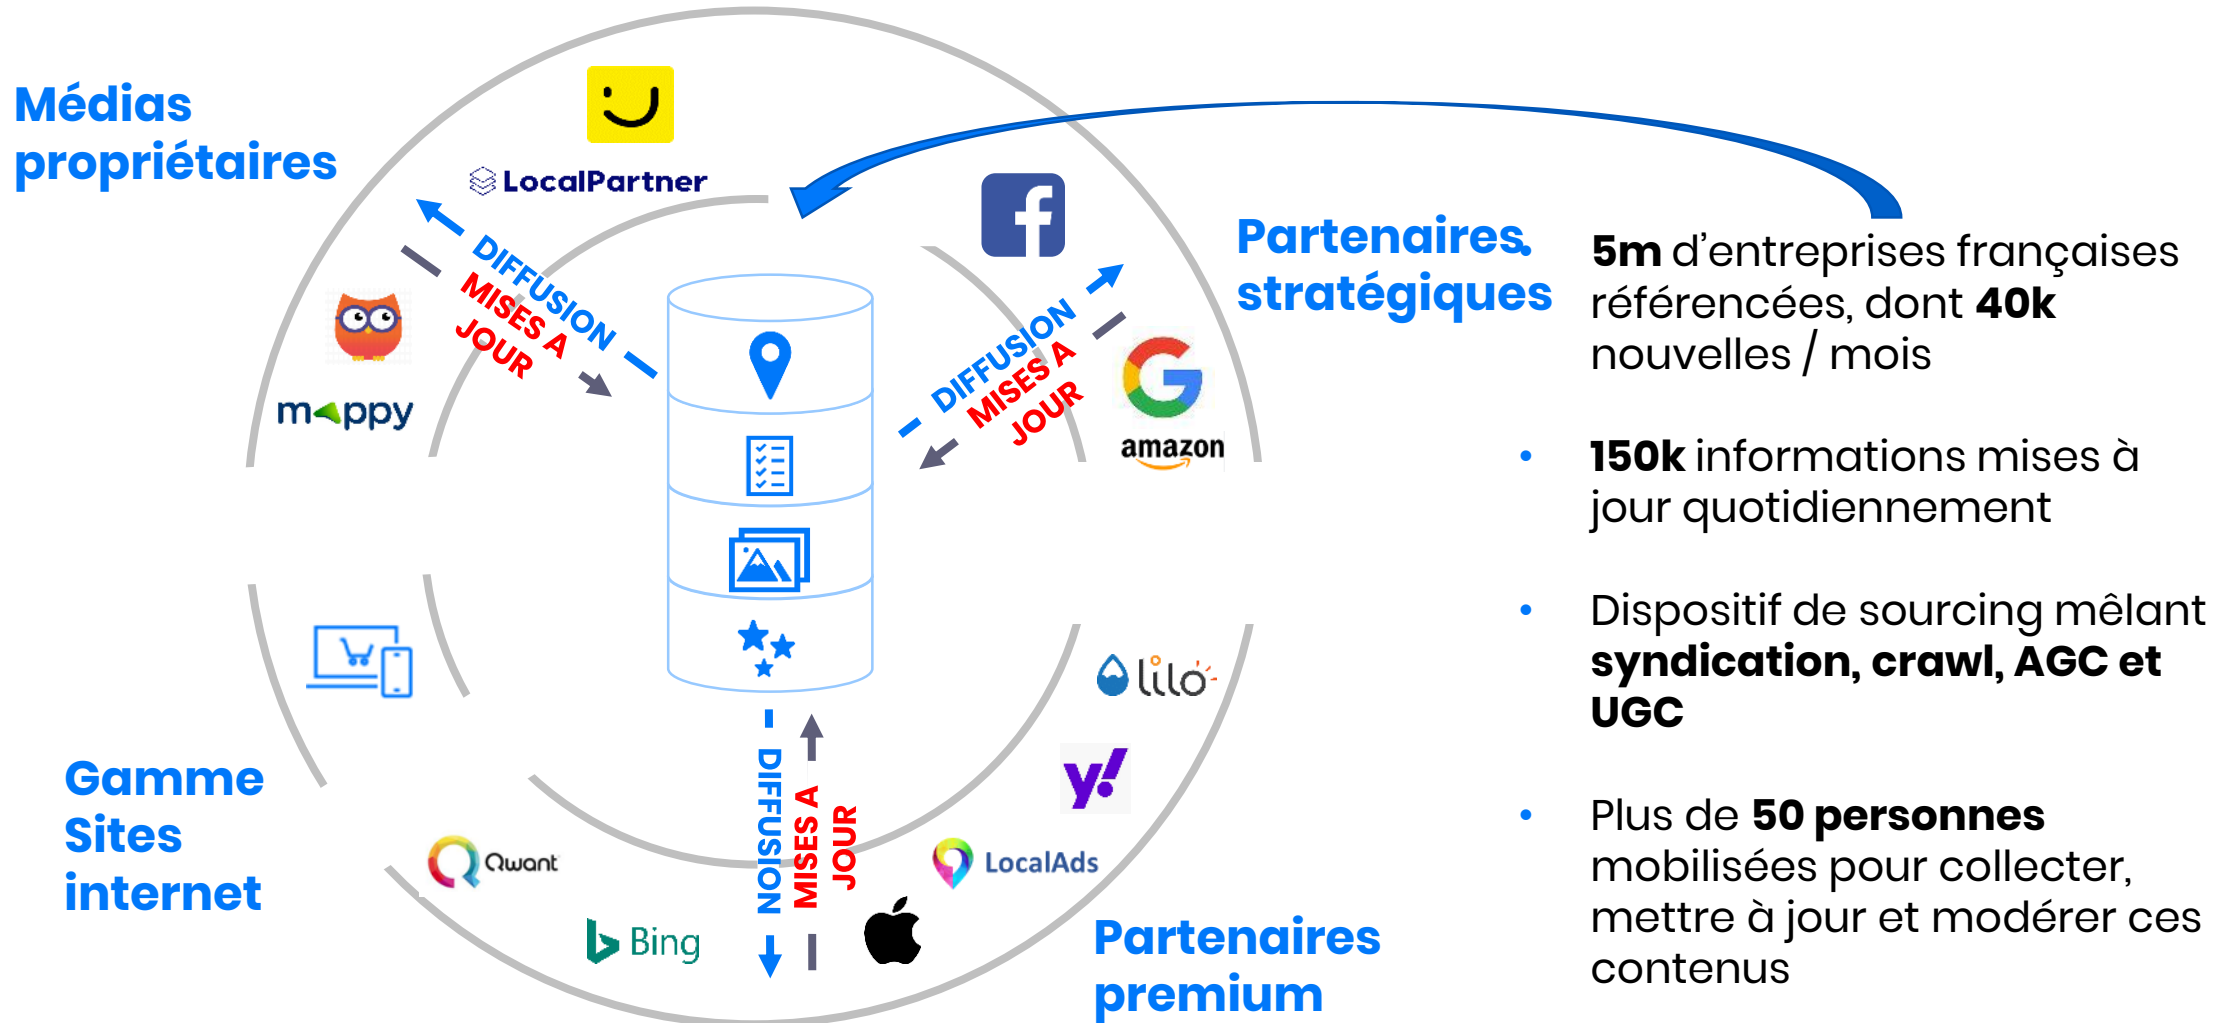 Médias
propriétaires
LocalPartner
DIFFUSION
MISES A
JOUR
mappy
Partenaires
stratégiques
DIFFUSION
MISES A
JOUR
amazon
Gamme
Sites
internet
Qwant
Bing
DIFFUSION
MISES A
JOUR
lilo
y!
LocalAds
Partenaires
premium
• 5m d’entreprises françaises
référencées, dont 40k
nouvelles / mois
• 150k informations mises à
jour quotidiennement
• Dispositif de sourcing mêlant
syndication, crawl, AGC et
UGC
• Plus de 50 personnes
mobilisées pour collecter,
mettre à jour et modérer ces
contenus